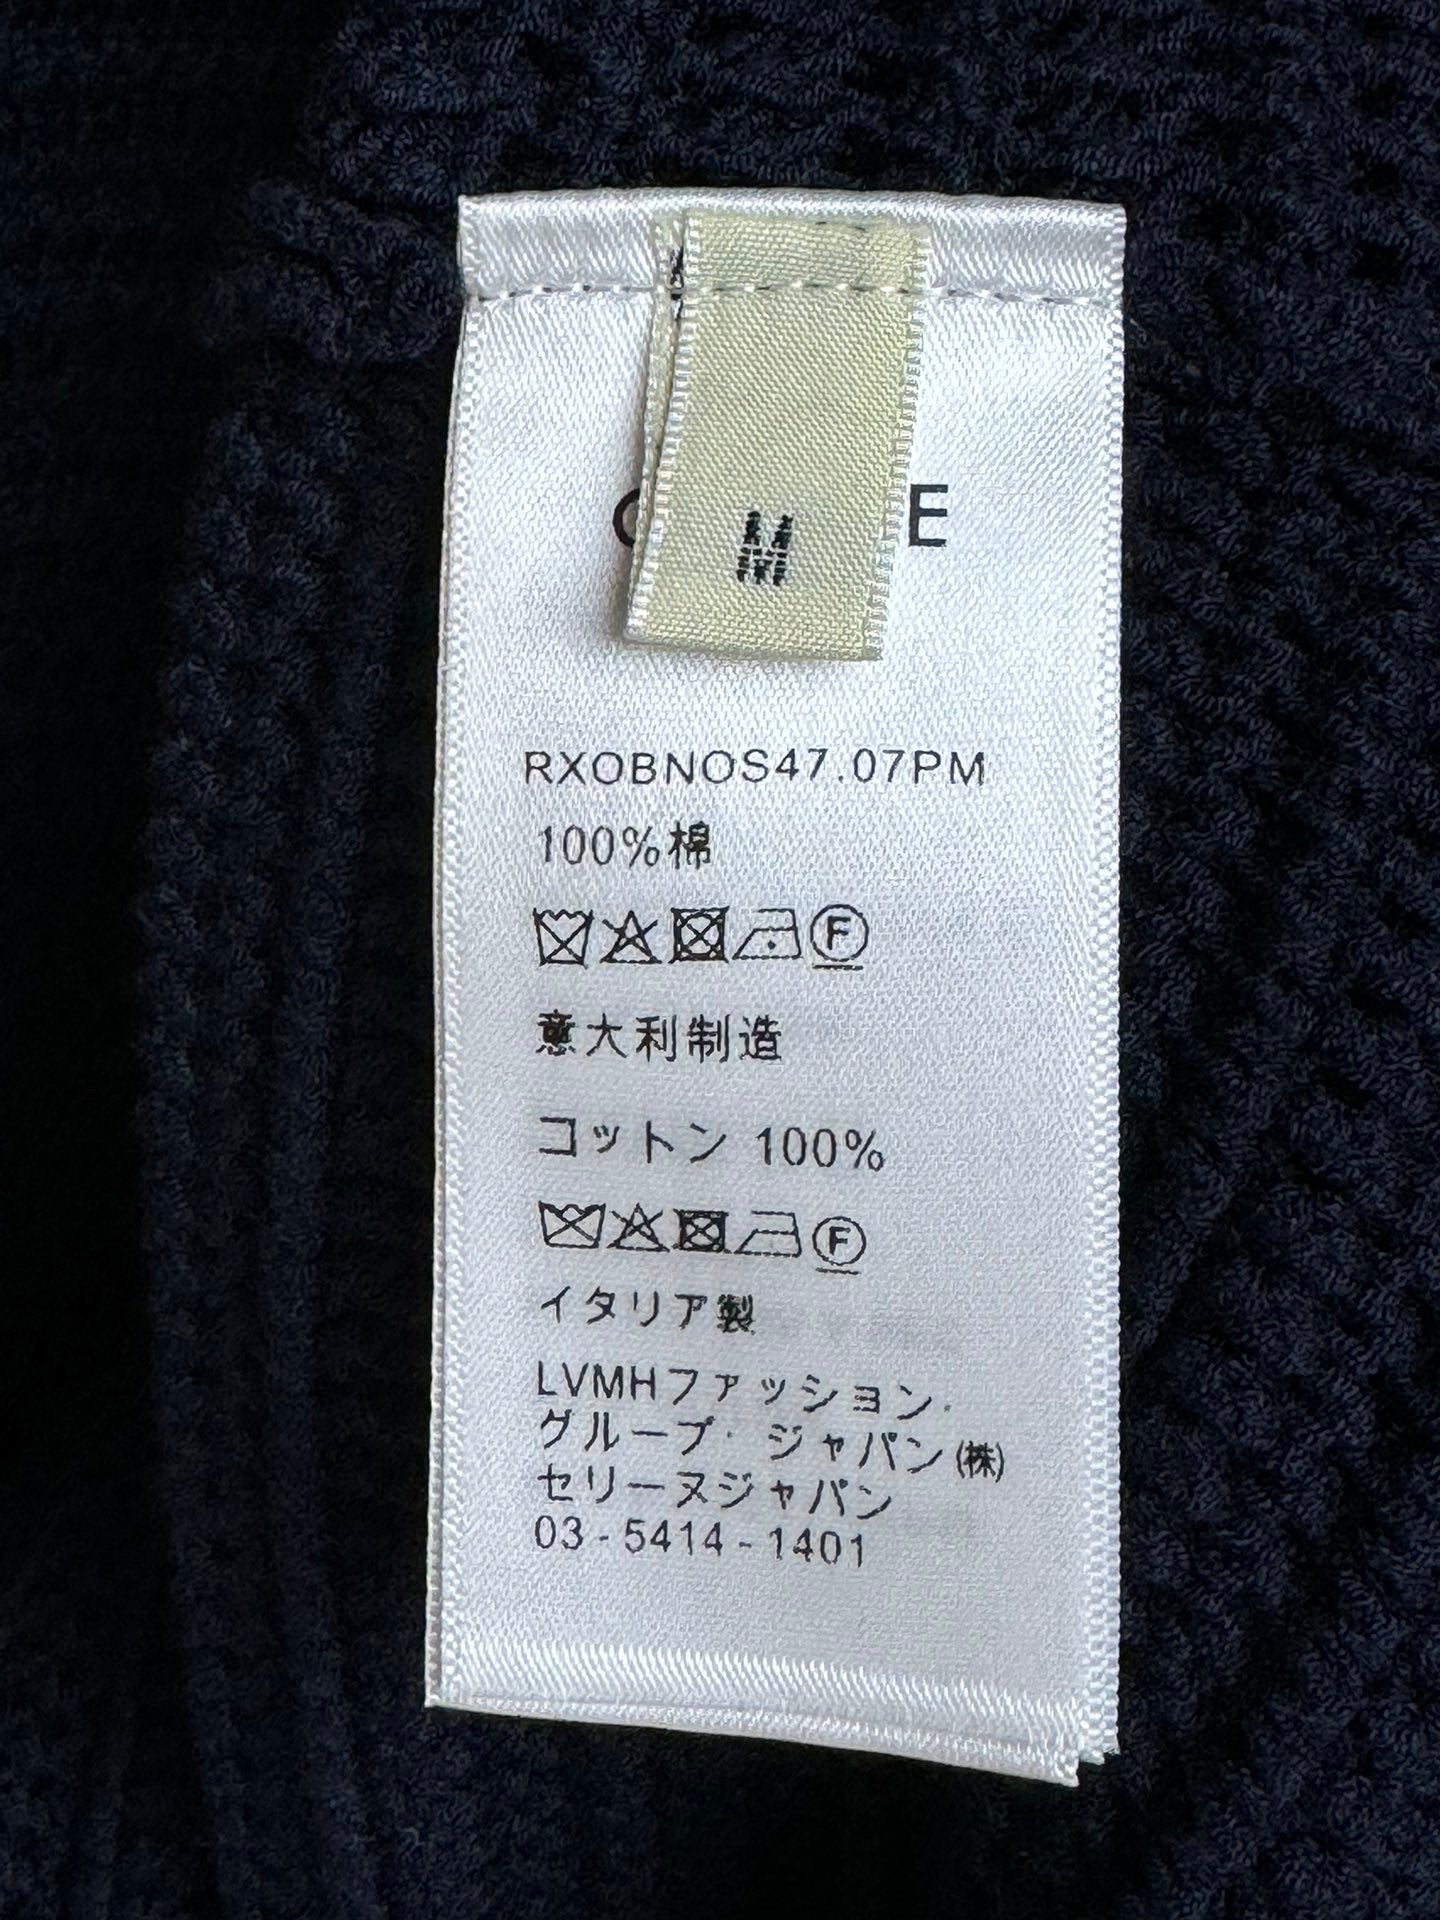 M
RXOBNOS47.07PM
100%棉
F
意大利制造
コットン 100%
F
イタリア製
LVMHファッション・
グループ・ジャパン(株)
セリーヌジャパン
03-5414-1401